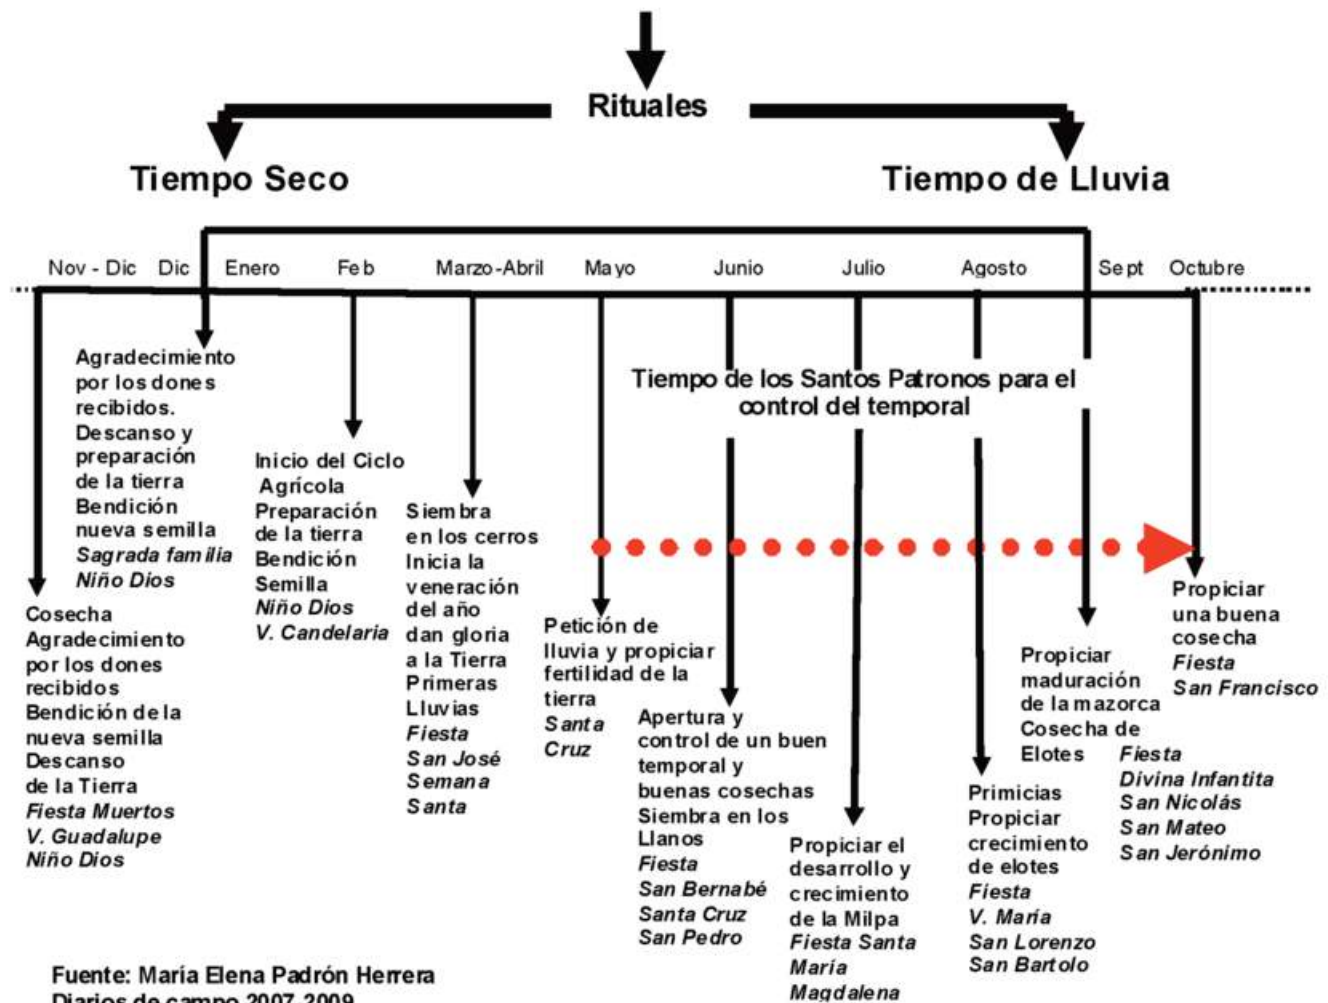 Rituales
Tiempo Seco
Tiempo de Lluvia
Nov - Dic Dic Enero Feb Marzo-Abril Mayo Junio Julio Agosto Sept Octubre
Cosecha
Agradecimiento
por los dones
recibidos
Bendición de la
nueva semilla
Descanso
de la Tierra
Fiesta Muertos
V. Guadalupe
Niño Dios
Agradecimiento
por los dones
recibidos.
Descanso y
preparación
de la tierra
Bendición
nueva semilla
Sagrada familia
Niño Dios
Inicio del Ciclo
Agrícola
Preparación
de la tierra
Bendición
Semilla
Niño Dios
V. Candelaria
Siembra
en los cerros
Inicia la
veneración
del año
dan gloria
a la Tierra
Primeras
Lluvias
Fiesta
San José
Semana
Santa
Petición de
lluvia y propiciar
fertilidad de la
tierra
Santa
Cruz
Tiempo de los Santos Patronos para el
control del temporal
Apertura y
control de un buen
temporal y
buenas cosechas
Siembra en los
Llanos
Fiesta
San Bernabé
Santa Cruz
San Pedro
Propiciar el
desarrollo y
crecimiento
de la Milpa
Fiesta Santa
María
Magdalena
Primicias
Propiciar
crecimiento
de elotes
Fiesta
V. María
San Lorenzo
San Bartolo
Propiciar
maduración
de la mazorca
Cosecha de
Elotes
Fiesta
Divina Infantita
San Nicolás
San Mateo
San Jerónimo
Propiciar
una buena
cosecha
Fiesta
San Francisco
Fuente: María Elena Padrón Herrera
Diarios de campo 2007-2009